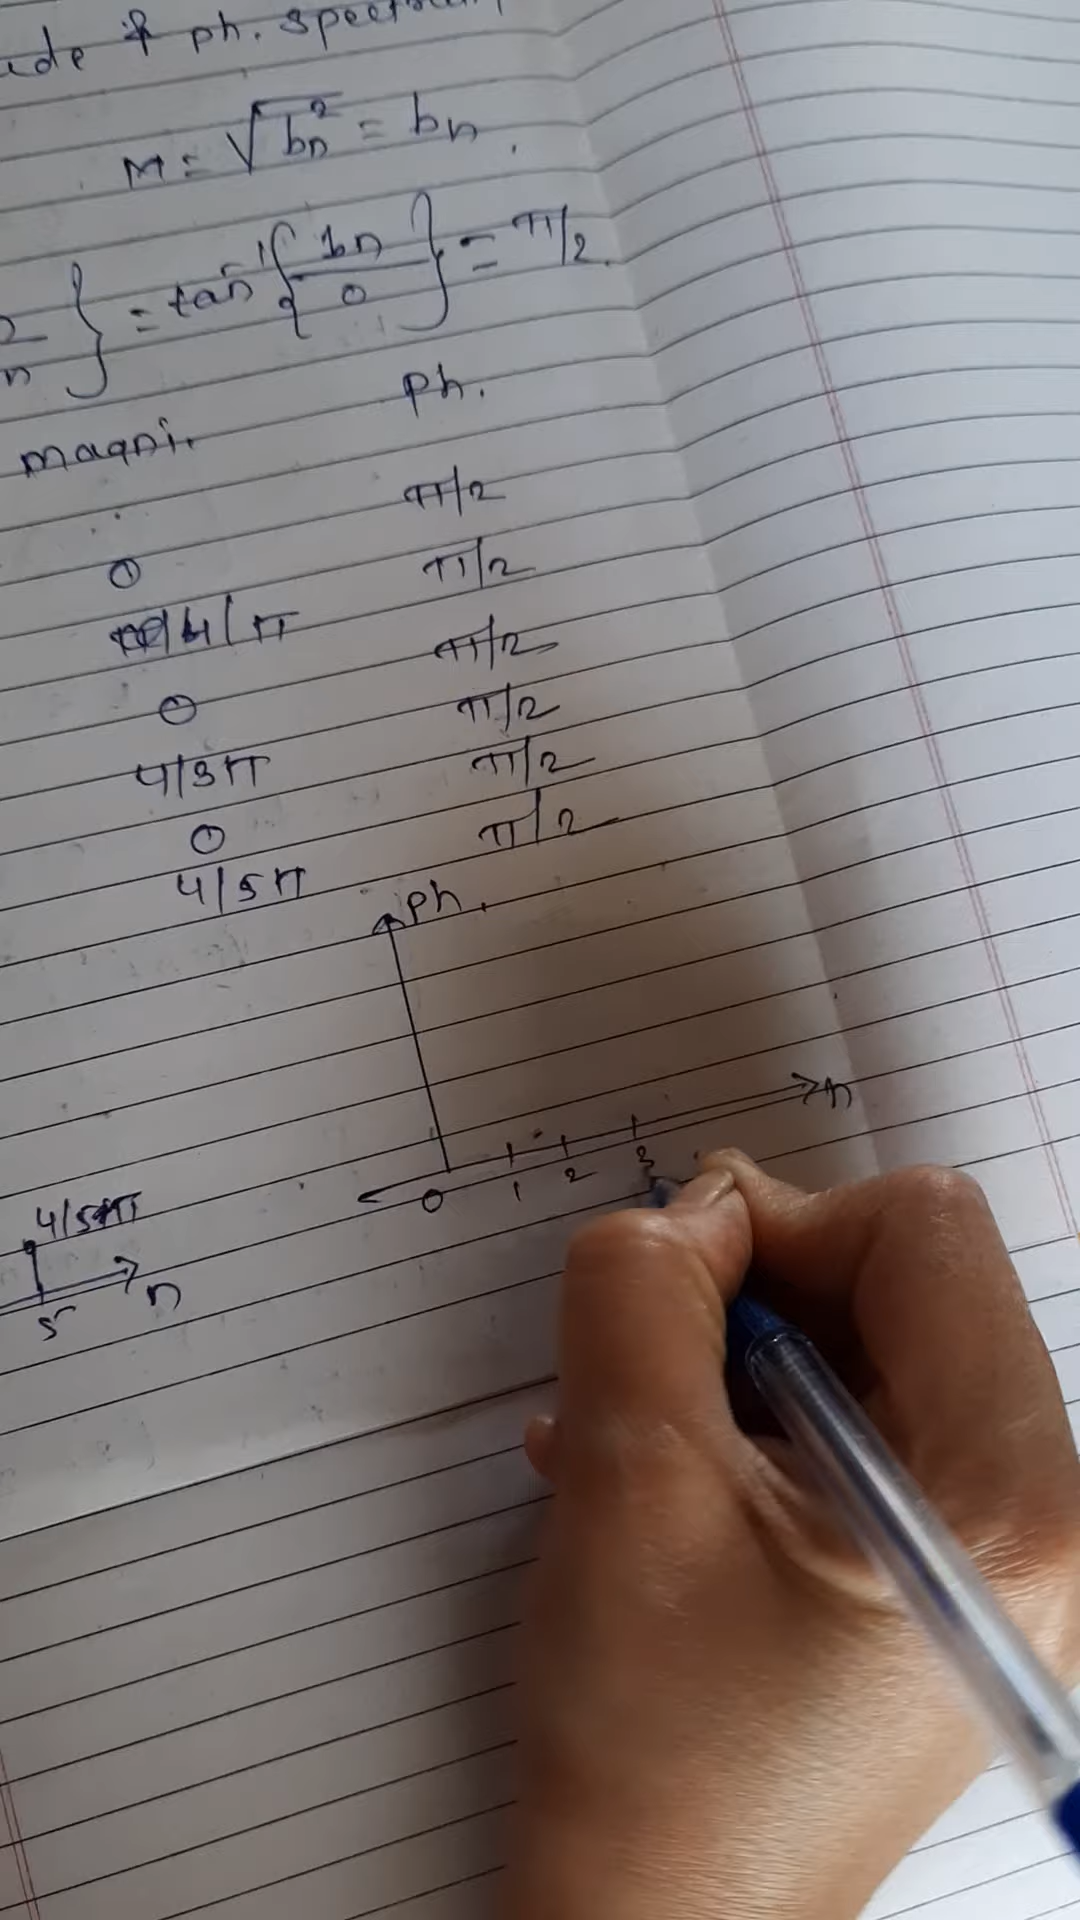 ude & ph. spectrum
M = √bn² = bn.
n} = tan⁻¹{bn/0} = π/2.
magni. ph.
0 π/2
4/π π/2
0 π/2
4/3π π/2
0 π/2
4/5π π/2
ph.
n
0 1 2 3
4/5π
5 n